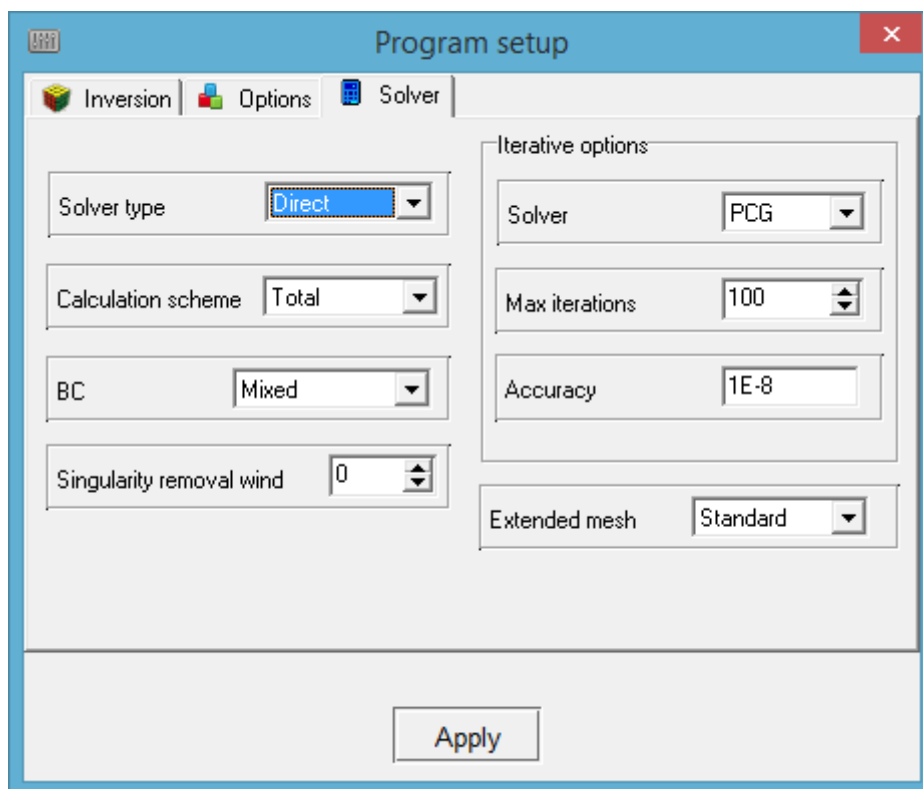 Program setup
Inversion
Options
Solver
Solver type Direct
Calculation scheme Total
BC Mixed
Singularity removal wind 0
Iterative options
Solver PCG
Max iterations 100
Accuracy 1E-8
Extended mesh Standard
Apply